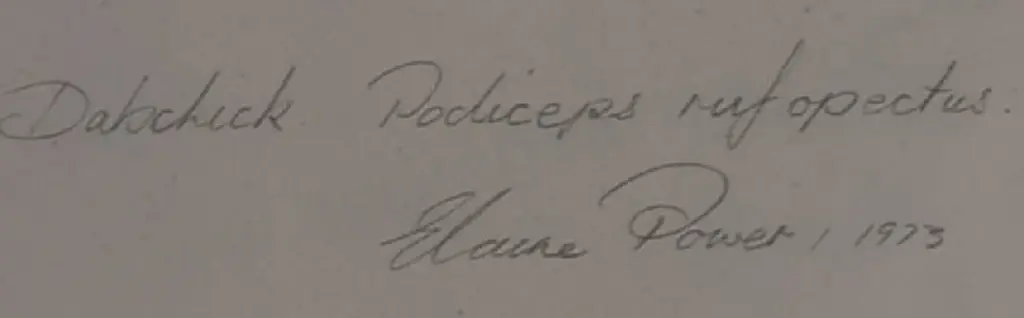 Dabchick Podiceps rufopectus.
Elaine Power, 1973